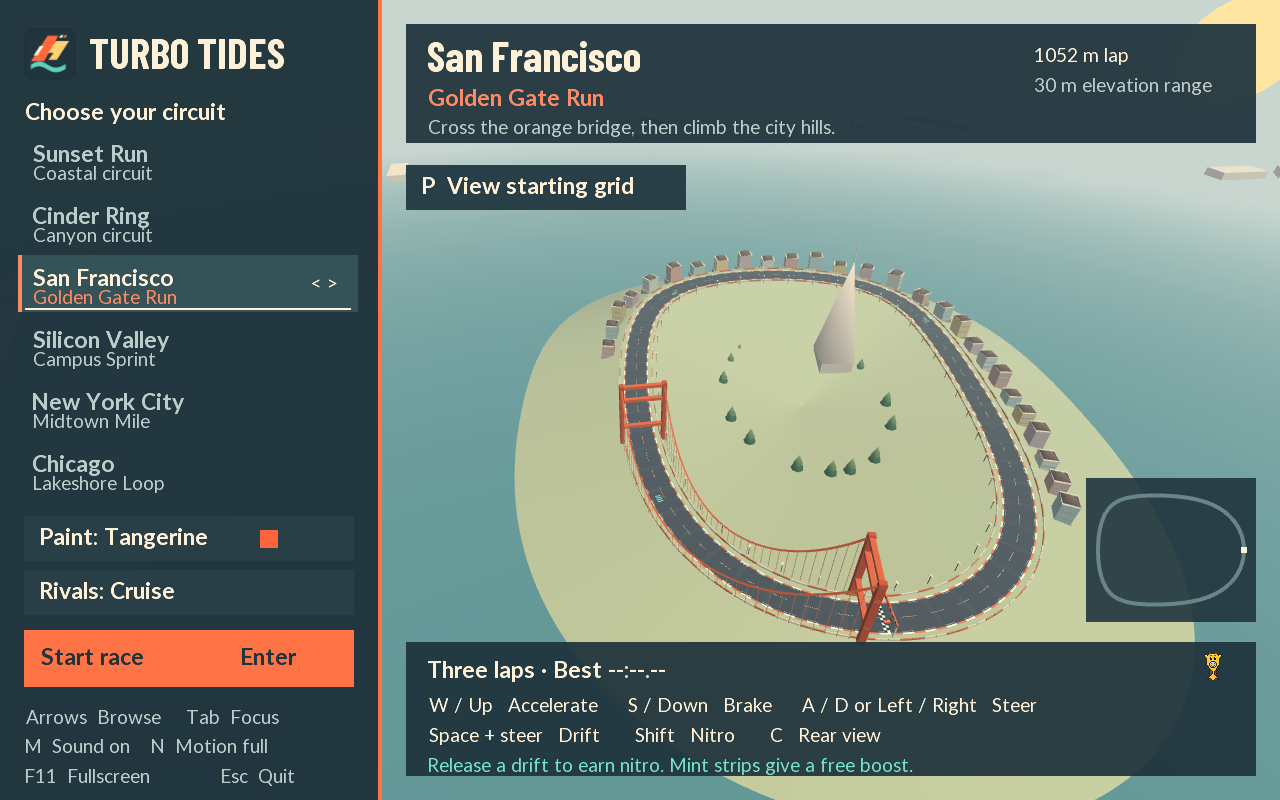 TURBO TIDES
Choose your circuit
Sunset Run
Coastal circuit
Cinder Ring
Canyon circuit
San Francisco
Golden Gate Run
< >
Silicon Valley
Campus Sprint
New York City
Midtown Mile
Chicago
Lakeshore Loop
Paint: Tangerine
Rivals: Cruise
Start race Enter
Arrows Browse Tab Focus
M Sound on N Motion full
F11 Fullscreen Esc Quit
San Francisco
Golden Gate Run
Cross the orange bridge, then climb the city hills.
1052 m lap
30 m elevation range
P View starting grid
Three laps · Best --:--.--
W / Up Accelerate S / Down Brake A / D or Left / Right Steer
Space + steer Drift Shift Nitro C Rear view
Release a drift to earn nitro. Mint strips give a free boost.